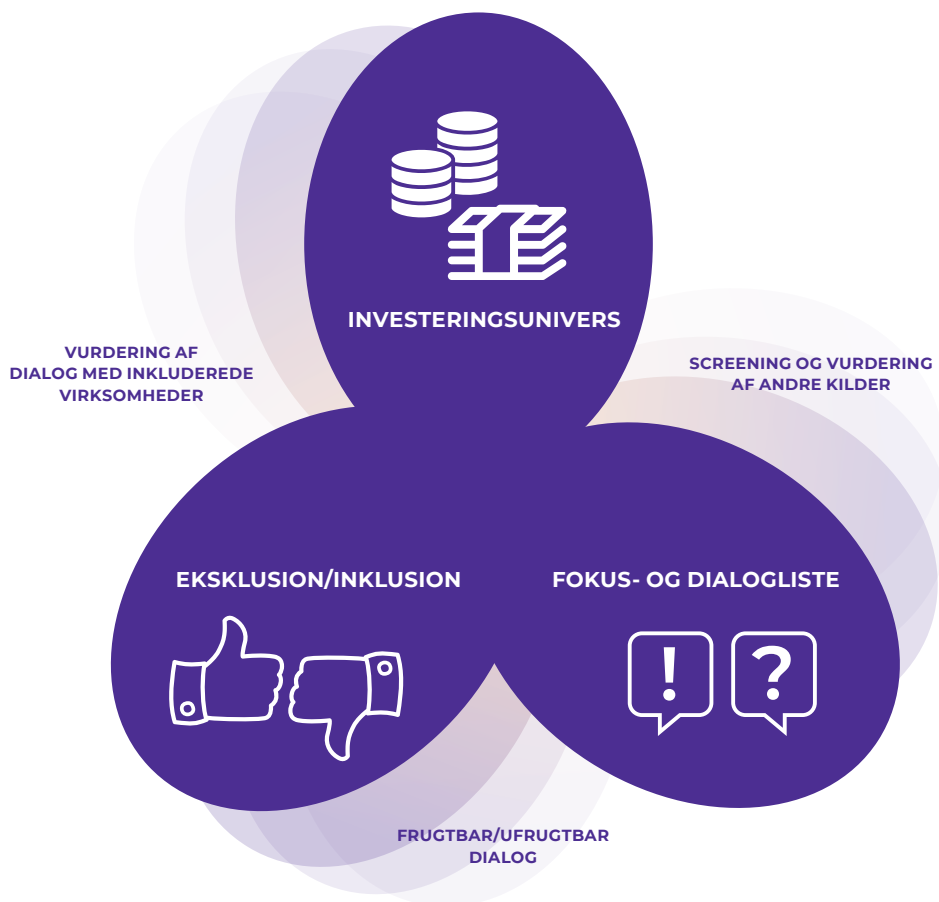 INVESTERINGSUNIVERS
VURDERING AF
DIALOG MED INKLUDEREDE
VIRKSOMHEDER
SCREENING OG VURDERING
AF ANDRE KILDER
EKSKLUSION/INKLUSION
FOKUS- OG DIALOGLISTE
! ?
FRUGTBAR/UFRUGTBAR
DIALOG